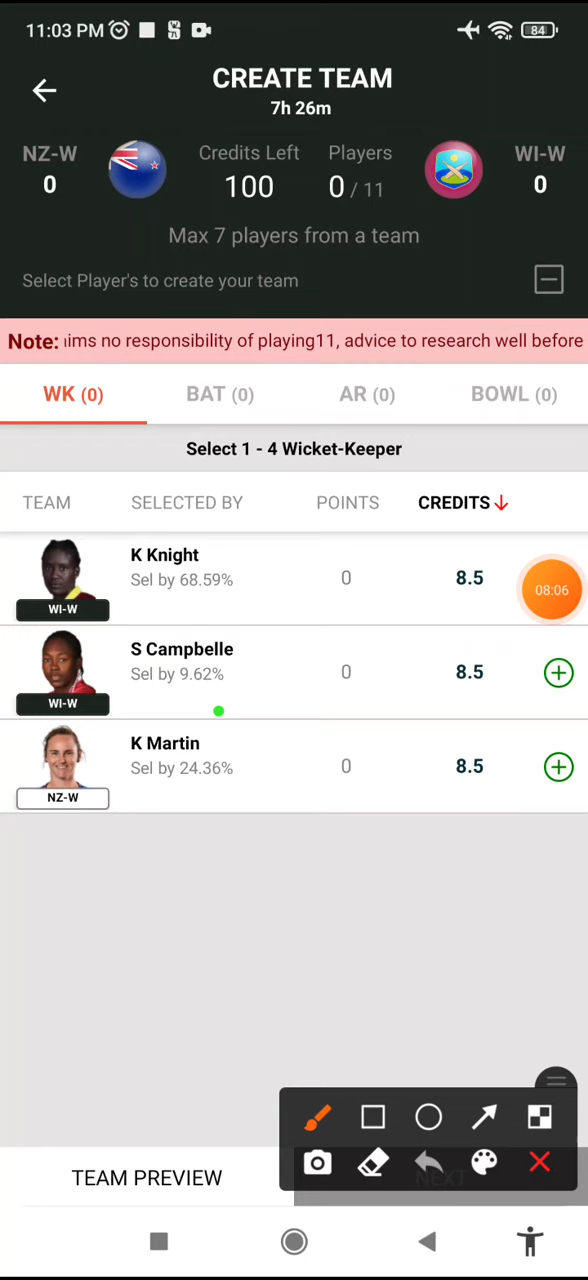 11:03 PM
84
CREATE TEAM
7h 26m
NZ-W
Credits Left
Players
WI-W
0
100
0 / 11
0
Max 7 players from a team
Select Player's to create your team
Note: iims no responsibility of playing11, advice to research well before
WK (0)
BAT (0)
AR (0)
BOWL (0)
Select 1 - 4 Wicket-Keeper
TEAM
SELECTED BY
POINTS
CREDITS
K Knight
Sel by 68.59%
0
8.5
08:06
WI-W
S Campbelle
Sel by 9.62%
0
8.5
WI-W
K Martin
Sel by 24.36%
0
8.5
NZ-W
TEAM PREVIEW
NEXT